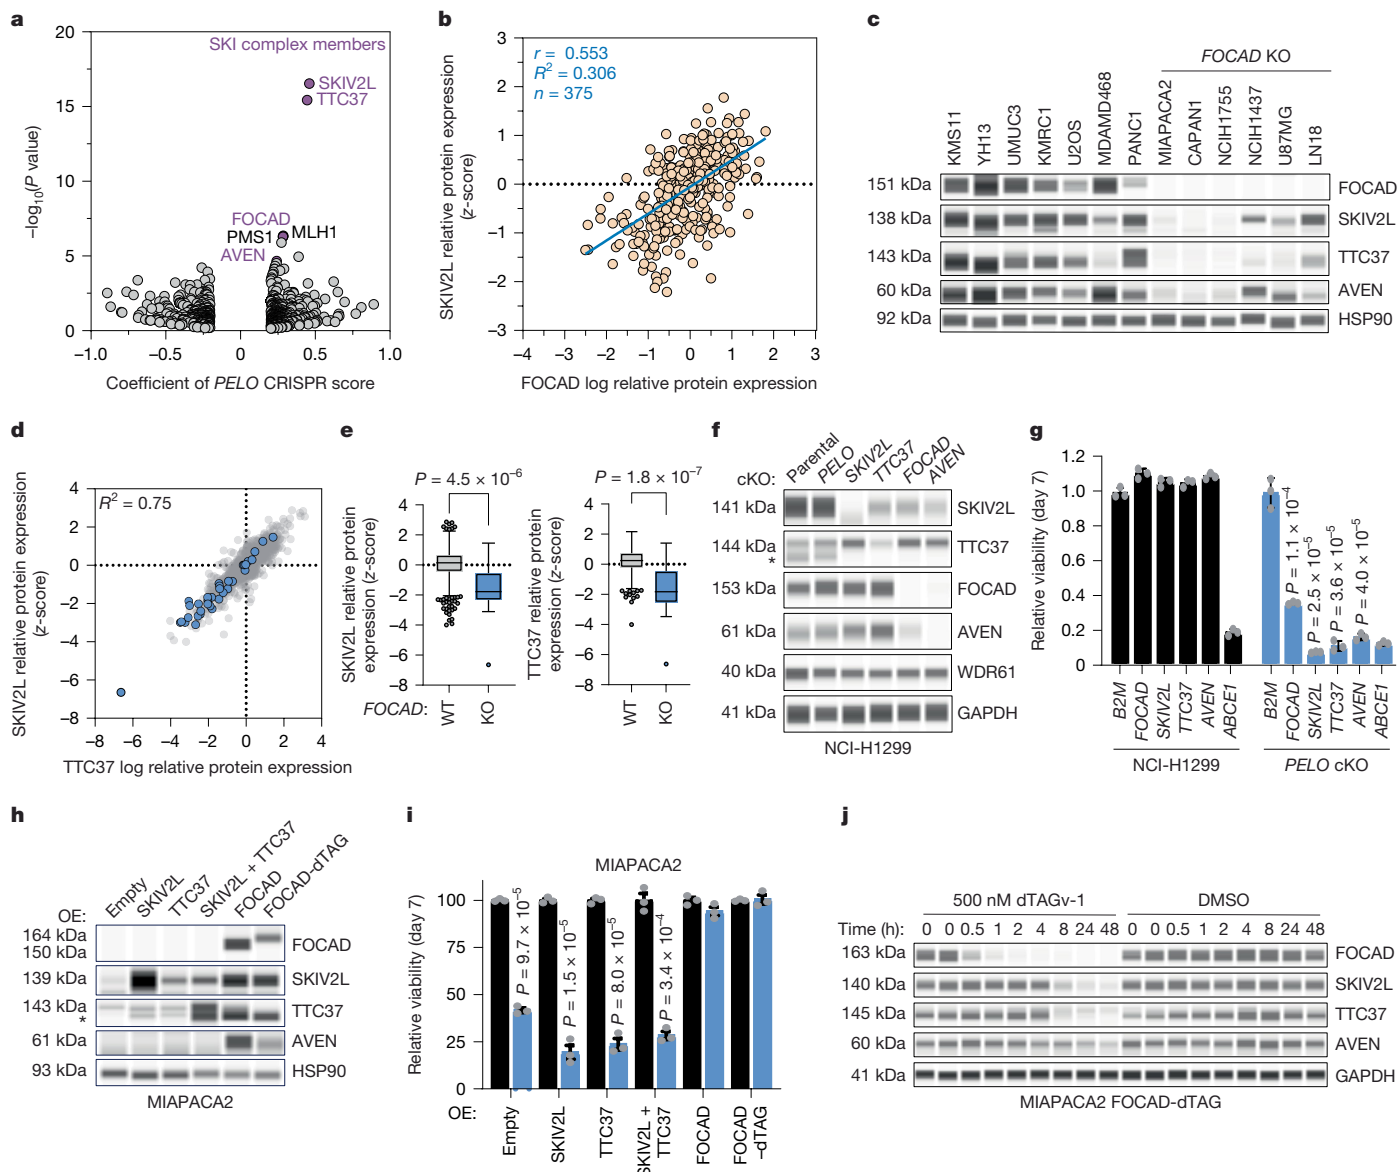 a
20
15
10
5
0
–log10(P value)
SKI complex members
SKIV2L
TTC37
FOCAD
PMS1
MLH1
AVEN
–1.0
–0.5
0
0.5
1.0
Coefficient of PELO CRISPR score
b
3
2
1
0
–1
–2
–3
SKIV2L relative protein expression
(z-score)
r = 0.553
R2 = 0.306
n = 375
–4
–3
–2
–1
0
1
2
3
FOCAD log relative protein expression
c
FOCAD KO
KMS11
YH13
UMUC3
KMRC1
U2OS
MDAMD468
PANC1
MIAPACA2
CAPAN1
NCIH1755
NCIH1437
U87MG
LN18
151 kDa FOCAD
138 kDa SKIV2L
143 kDa TTC37
60 kDa AVEN
92 kDa HSP90
d
R2 = 0.75
4
2
0
–2
–4
–6
–8
SKIV2L relative protein expression
(z-score)
–8
–6
–4
–2
0
2
4
TTC37 log relative protein expression
e
P = 4.5 × 10–6
4
2
0
–2
–4
–6
–8
SKIV2L relative protein
expression (z-score)
FOCAD:
WT
KO
P = 1.8 × 10–7
4
2
0
–2
–4
–6
–8
TTC37 relative protein
expression (z-score)
WT
KO
f
cKO:
Parental
PELO
SKIV2L
TTC37
FOCAD
AVEN
141 kDa SKIV2L
144 kDa TTC37
*
153 kDa FOCAD
61 kDa AVEN
40 kDa WDR61
41 kDa GAPDH
NCI-H1299
g
1.2
1.0
0.8
0.6
0.4
0.2
0
Relative viability (day 7)
P = 1.1 × 10–4
P = 2.5 × 10–5
P = 3.6 × 10–5
P = 4.0 × 10–5
B2M
FOCAD
SKIV2L
TTC37
AVEN
ABCE1
B2M
FOCAD
SKIV2L
TTC37
AVEN
ABCE1
NCI-H1299
PELO cKO
h
OE:
Empty
SKIV2L
TTC37
SKIV2L + TTC37
FOCAD
FOCAD-dTAG
164 kDa
150 kDa
FOCAD
139 kDa SKIV2L
143 kDa TTC37
*
61 kDa AVEN
93 kDa HSP90
MIAPACA2
i
MIAPACA2
100
75
50
25
0
Relative viability (day 7)
P = 9.7 × 10–5
P = 1.5 × 10–5
P = 8.0 × 10–5
P = 3.4 × 10–4
OE:
Empty
SKIV2L
TTC37
SKIV2L +
TTC37
FOCAD
FOCAD
-dTAG
j
500 nM dTAGv-1
DMSO
Time (h): 0 0 0.5 1 2 4 8 24 48 0 0 0.5 1 2 4 8 24 48
163 kDa FOCAD
140 kDa SKIV2L
145 kDa TTC37
60 kDa AVEN
41 kDa GAPDH
MIAPACA2 FOCAD-dTAG